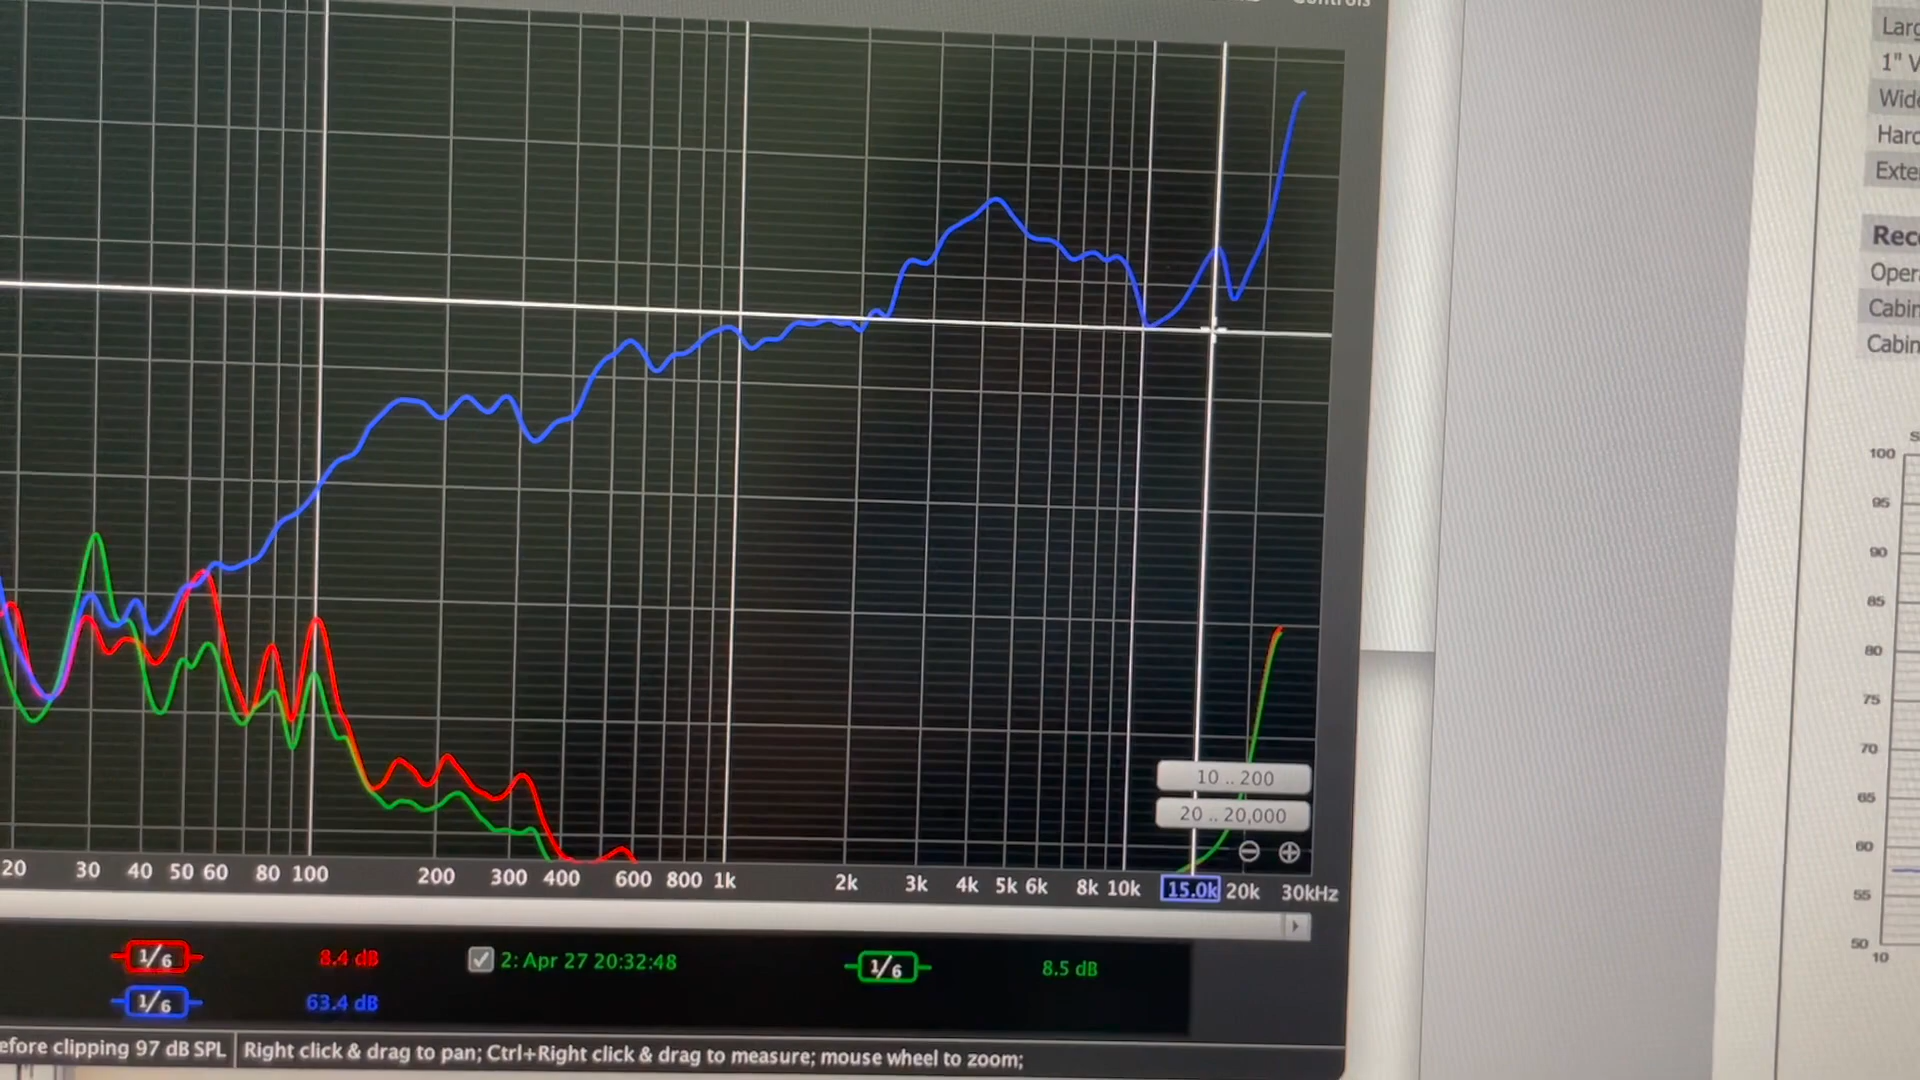 Controls
10 .. 200
20 .. 20,000
20 30 40 50 60 80 100 200 300 400 600 800 1k 2k 3k 4k 5k 6k 8k 10k 15.0k 20k 30kHz
1/6 8.4 dB 2: Apr 27 20:32:48 1/6 8.5 dB
1/6 63.4 dB
efore clipping 97 dB SPL Right click & drag to pan; Ctrl+Right click & drag to measure; mouse wheel to zoom;
Larg
1" V
Wide
Hard
Exte
Rec
Opera
Cabin
Cabin
100
95
90
85
80
75
70
65
60
55
50
10